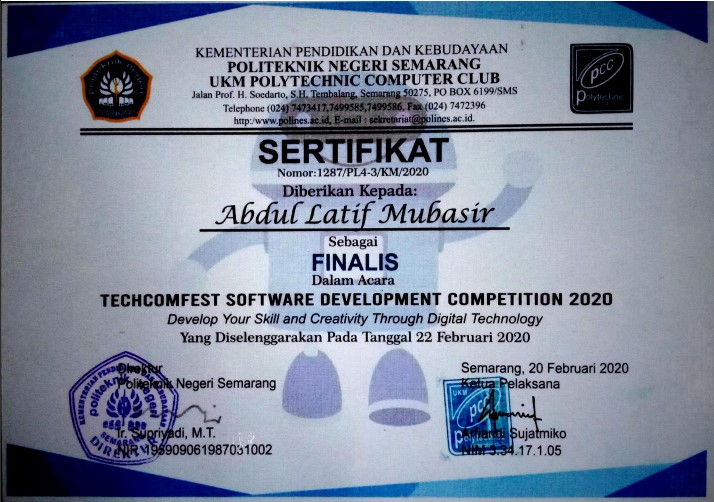 KEMENTERIAN PENDIDIKAN DAN KEBUDAYAAN
POLITEKNIK NEGERI SEMARANG
UKM POLYTECHNIC COMPUTER CLUB
Jalan Prof. H. Soedarto, S.H, Tembalang, Semarang 50275, PO BOX 6199/SMS
Telephone (024) 7473417,7499585,7499586, Fax (024) 7472396
http:/www.polines.ac.id, E-mail : sekretariat@polines.ac.id.
PCC
Polytechnic
SERTIFIKAT
Nomor:1287/PL4-3/KM/2020
Diberikan Kepada:
Abdul Latif Mubasir
Sebagai
FINALIS
Dalam Acara
TECHCOMFEST SOFTWARE DEVELOPMENT COMPETITION 2020
Develop Your Skill and Creativity Through Digital Technology
Yang Diselenggarakan Pada Tanggal 22 Februari 2020
Direktur
Politeknik Negeri Semarang
Ir. Supriyadi, M.T.
NIP. 195909061987031002
Semarang, 20 Februari 2020
Ketua Pelaksana
UKM
PCC
Sujatmiko
NIM 3.34.17.1.05